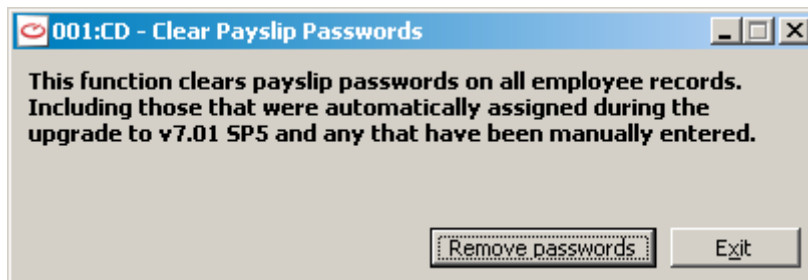 001:CD - Clear Payslip Passwords
This function clears payslip passwords on all employee records.
Including those that were automatically assigned during the
upgrade to v7.01 SP5 and any that have been manually entered.
Remove passwords
Exit